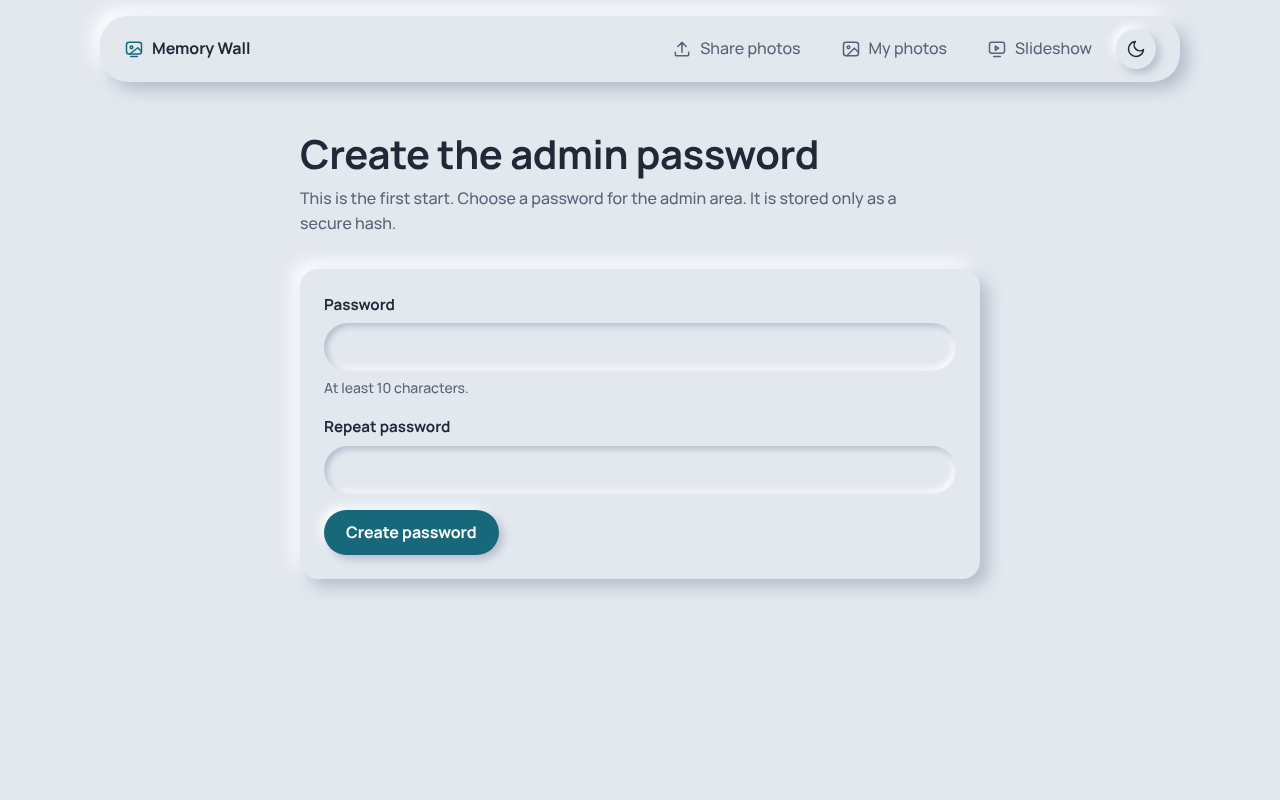 Memory Wall
Share photos
My photos
Slideshow
Create the admin password
This is the first start. Choose a password for the admin area. It is stored only as a
secure hash.
Password
At least 10 characters.
Repeat password
Create password